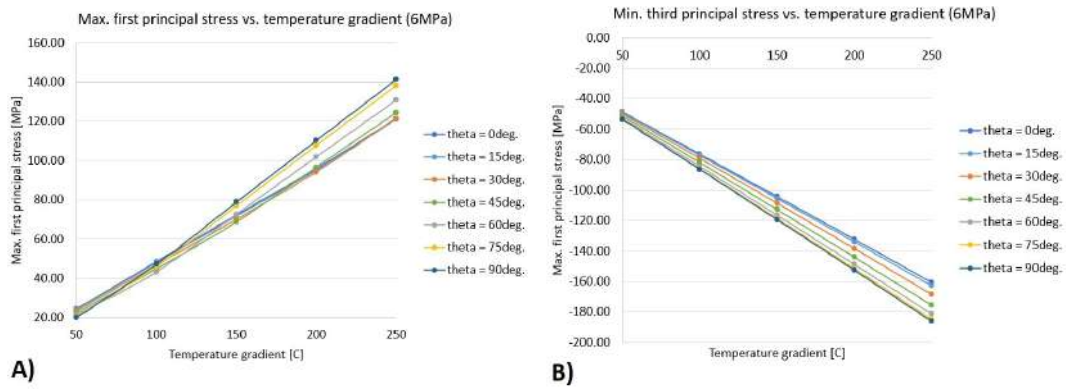 Max. first principal stress vs. temperature gradient (6MPa)
160.00
140.00
120.00
100.00
80.00
60.00
40.00
20.00
50
100
150
200
250
Max. first principal stress [MPa]
Temperature gradient [C]
theta = 0deg.
theta = 15deg.
theta = 30deg.
theta = 45deg.
theta = 60deg.
theta = 75deg.
theta = 90deg.
A)
Min. third principal stress vs. temperature gradient (6MPa)
0.00
-20.00
-40.00
-60.00
-80.00
-100.00
-120.00
-140.00
-160.00
-180.00
-200.00
50
100
150
200
250
Max. first principal stress [MPa]
Temperature gradient [C]
theta = 0deg.
theta = 15deg.
theta = 30deg.
theta = 45deg.
theta = 60deg.
theta = 75deg.
theta = 90deg.
B)